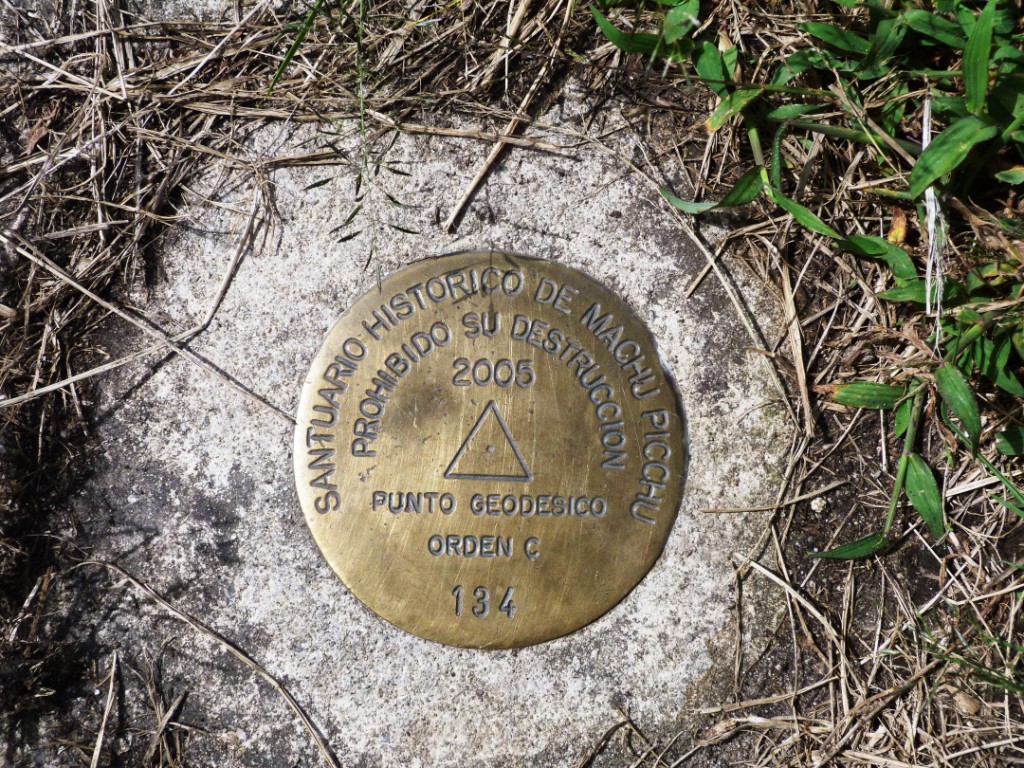 SANTUARIO HISTORICO DE MACHU PICCHU
PROHIBIDO SU DESTRUCCION
2005
PUNTO GEODESICO
ORDEN C
134